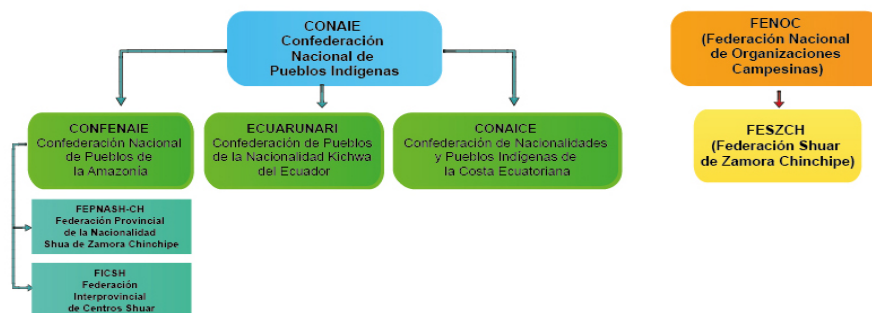 CONAIE
Confederación
Nacional de
Pueblos Indígenas
FENOC
(Federación Nacional
de Organizaciones
Campesinas)
CONFENAIE
Confederación Nacional
de Pueblos de
la Amazonía
ECUARUNARI
Confederación de Pueblos
de la Nacionalidad Kichwa
del Ecuador
CONAICE
Confederación de Nacionalidades
y Pueblos Indígenas de
la Costa Ecuatoriana
FESZCH
(Federación Shuar
de Zamora Chinchipe)
FEPNASH-CH
Federación Provincial
de la Nacionalidad
Shua de Zamora Chinchipe
FICSH
Federación
Interprovincial
de Centros Shuar